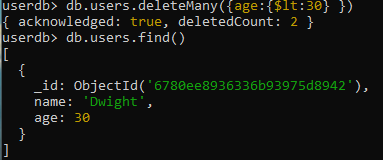 userdb> db.users.deleteMany({age:{$lt:30} })
{ acknowledged: true, deletedCount: 2 }
userdb> db.users.find()
[
  {
    _id: ObjectId('6780ee8936336b93975d8942'),
    name: 'Dwight',
    age: 30
  }
]